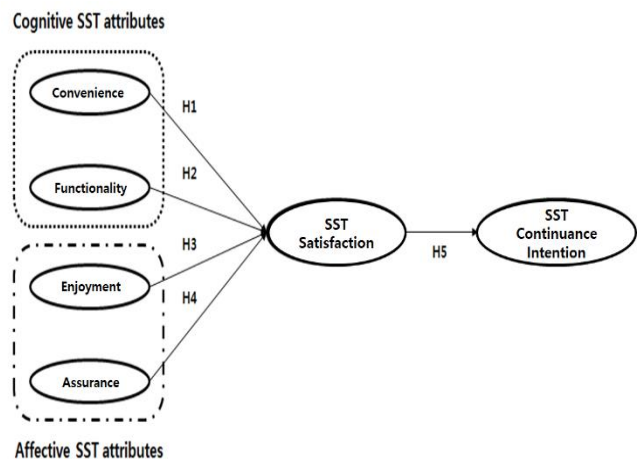 Cognitive SST attributes
Convenience
H1
Functionality
H2
SST
Satisfaction
SST
Continuance
Intention
H3
H5
Enjoyment
H4
Assurance
Affective SST attributes